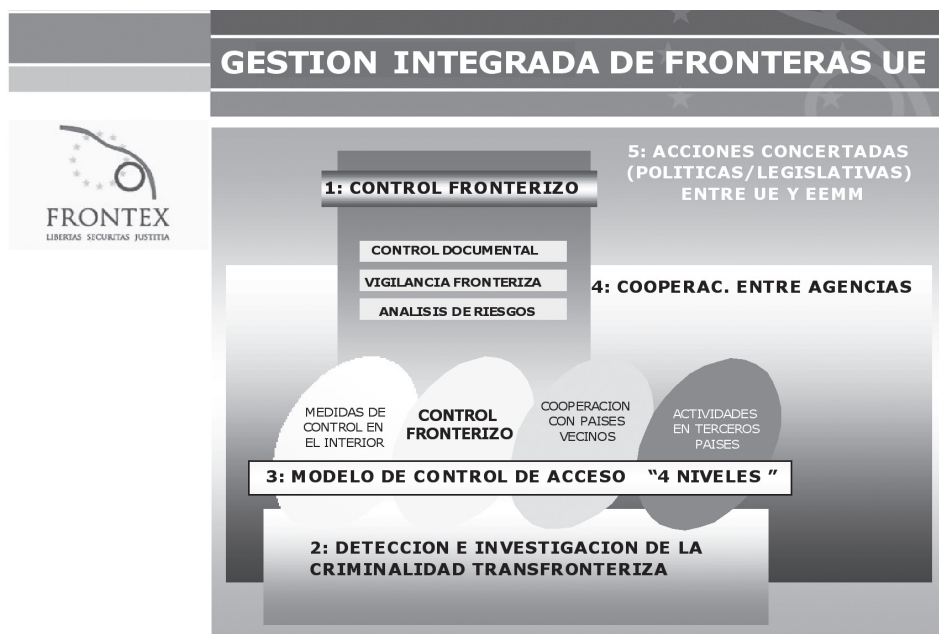 GESTION INTEGRADA DE FRONTERAS UE
FRONTEX
LIBERTAS SECURITAS JUSTITIA
5: ACCIONES CONCERTADAS
(POLITICAS/LEGISLATIVAS)
ENTRE UE Y EEMM
1: CONTROL FRONTERIZO
CONTROL DOCUMENTAL
VIGILANCIA FRONTERIZA
ANALISIS DE RIESGOS
4: COOPERAC. ENTRE AGENCIAS
MEDIDAS DE
CONTROL EN
EL INTERIOR
CONTROL
FRONTERIZO
COOPERACION
CON PAISES
VECINOS
ACTIVIDADES
EN TERCEROS
PAISES
3: MODELO DE CONTROL DE ACCESO “4 NIVELES ”
2: DETECCION E INVESTIGACION DE LA
CRIMINALIDAD TRANSFRONTERIZA